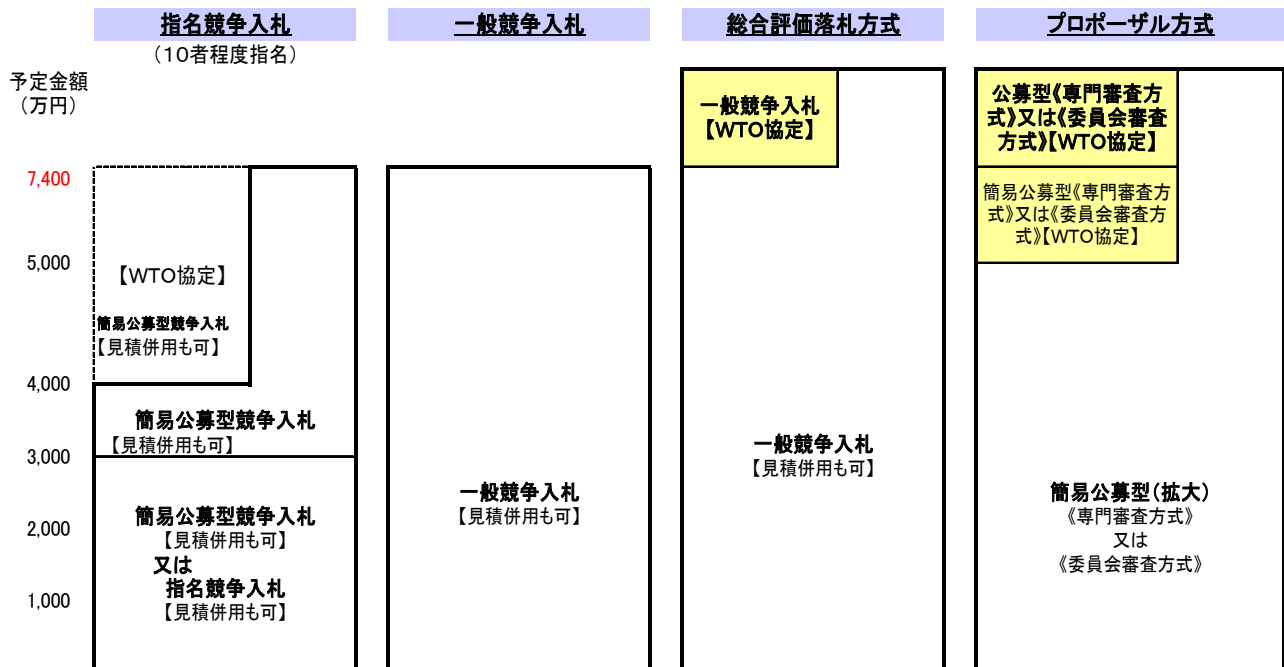 指名競争入札
（10者程度指名）
一般競争入札
総合評価落札方式
プロポーザル方式
予定金額
（万円）
7,400
5,000
4,000
3,000
2,000
1,000
【WTO協定】
簡易公募型競争入札
【見積併用も可】
簡易公募型競争入札
【見積併用も可】
簡易公募型競争入札
【見積併用も可】
又は
指名競争入札
【見積併用も可】
一般競争入札
【見積併用も可】
一般競争入札
【WTO協定】
一般競争入札
【見積併用も可】
公募型《専門審査方
式》又は《委員会審査
方式》【WTO協定】
簡易公募型《専門審査方
式》又は《委員会審査方
式》【WTO協定】
簡易公募型（拡大）
《専門審査方式》
又は
《委員会審査方式》